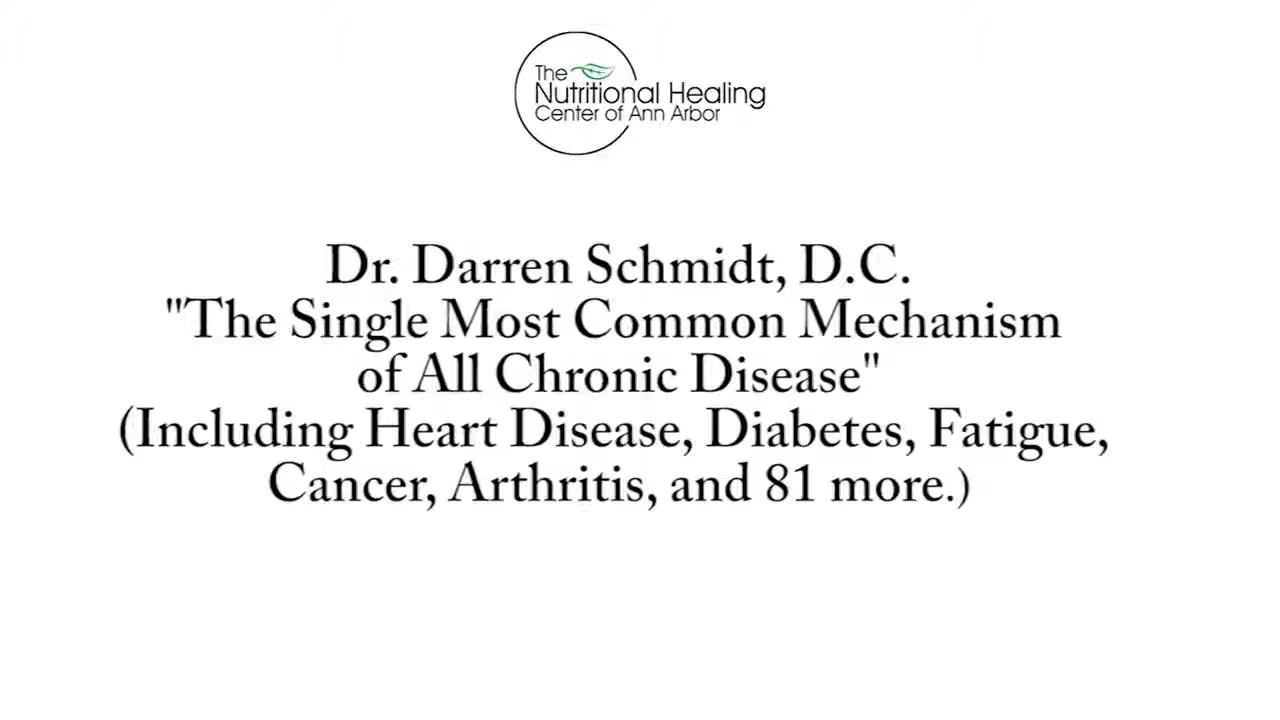 The
Nutritional Healing
Center of Ann Arbor
Dr. Darren Schmidt, D.C.
"The Single Most Common Mechanism
of All Chronic Disease"
(Including Heart Disease, Diabetes, Fatigue,
Cancer, Arthritis, and 81 more.)